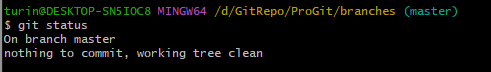 turin@DESKTOP-SN5IOC8 MINGW64 /d/GitRepo/ProGit/branches (master)
$ git status
On branch master
nothing to commit, working tree clean